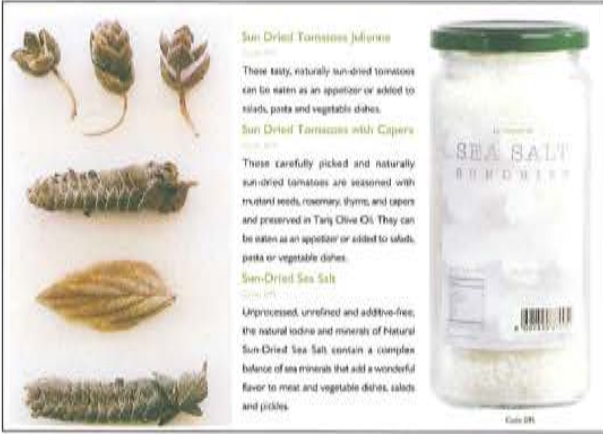 Sun Dried Tomatoes Julienne
These tasty, naturally sun-dried tomatoes
can be eaten as an appetizer or added to
salads, pasta and vegetable dishes.
Sun Dried Tomatoes with Capers
These carefully picked and naturally
sun-dried tomatoes are seasoned with
mustard seeds, rosemary, thyme, and capers
and preserved in Tariş Olive Oil. They can
be eaten as an appetizer or added to salads,
pasta or vegetable dishes.
Sun-Dried Sea Salt
Unprocessed, unrefined and additive-free,
the natural iodine and minerals of Natural
Sun-Dried Sea Salt contain a complex
balance of sea minerals that add a wonderful
flavor to meat and vegetable dishes, salads
and pickles.
SEA SALT
SUNDRIED